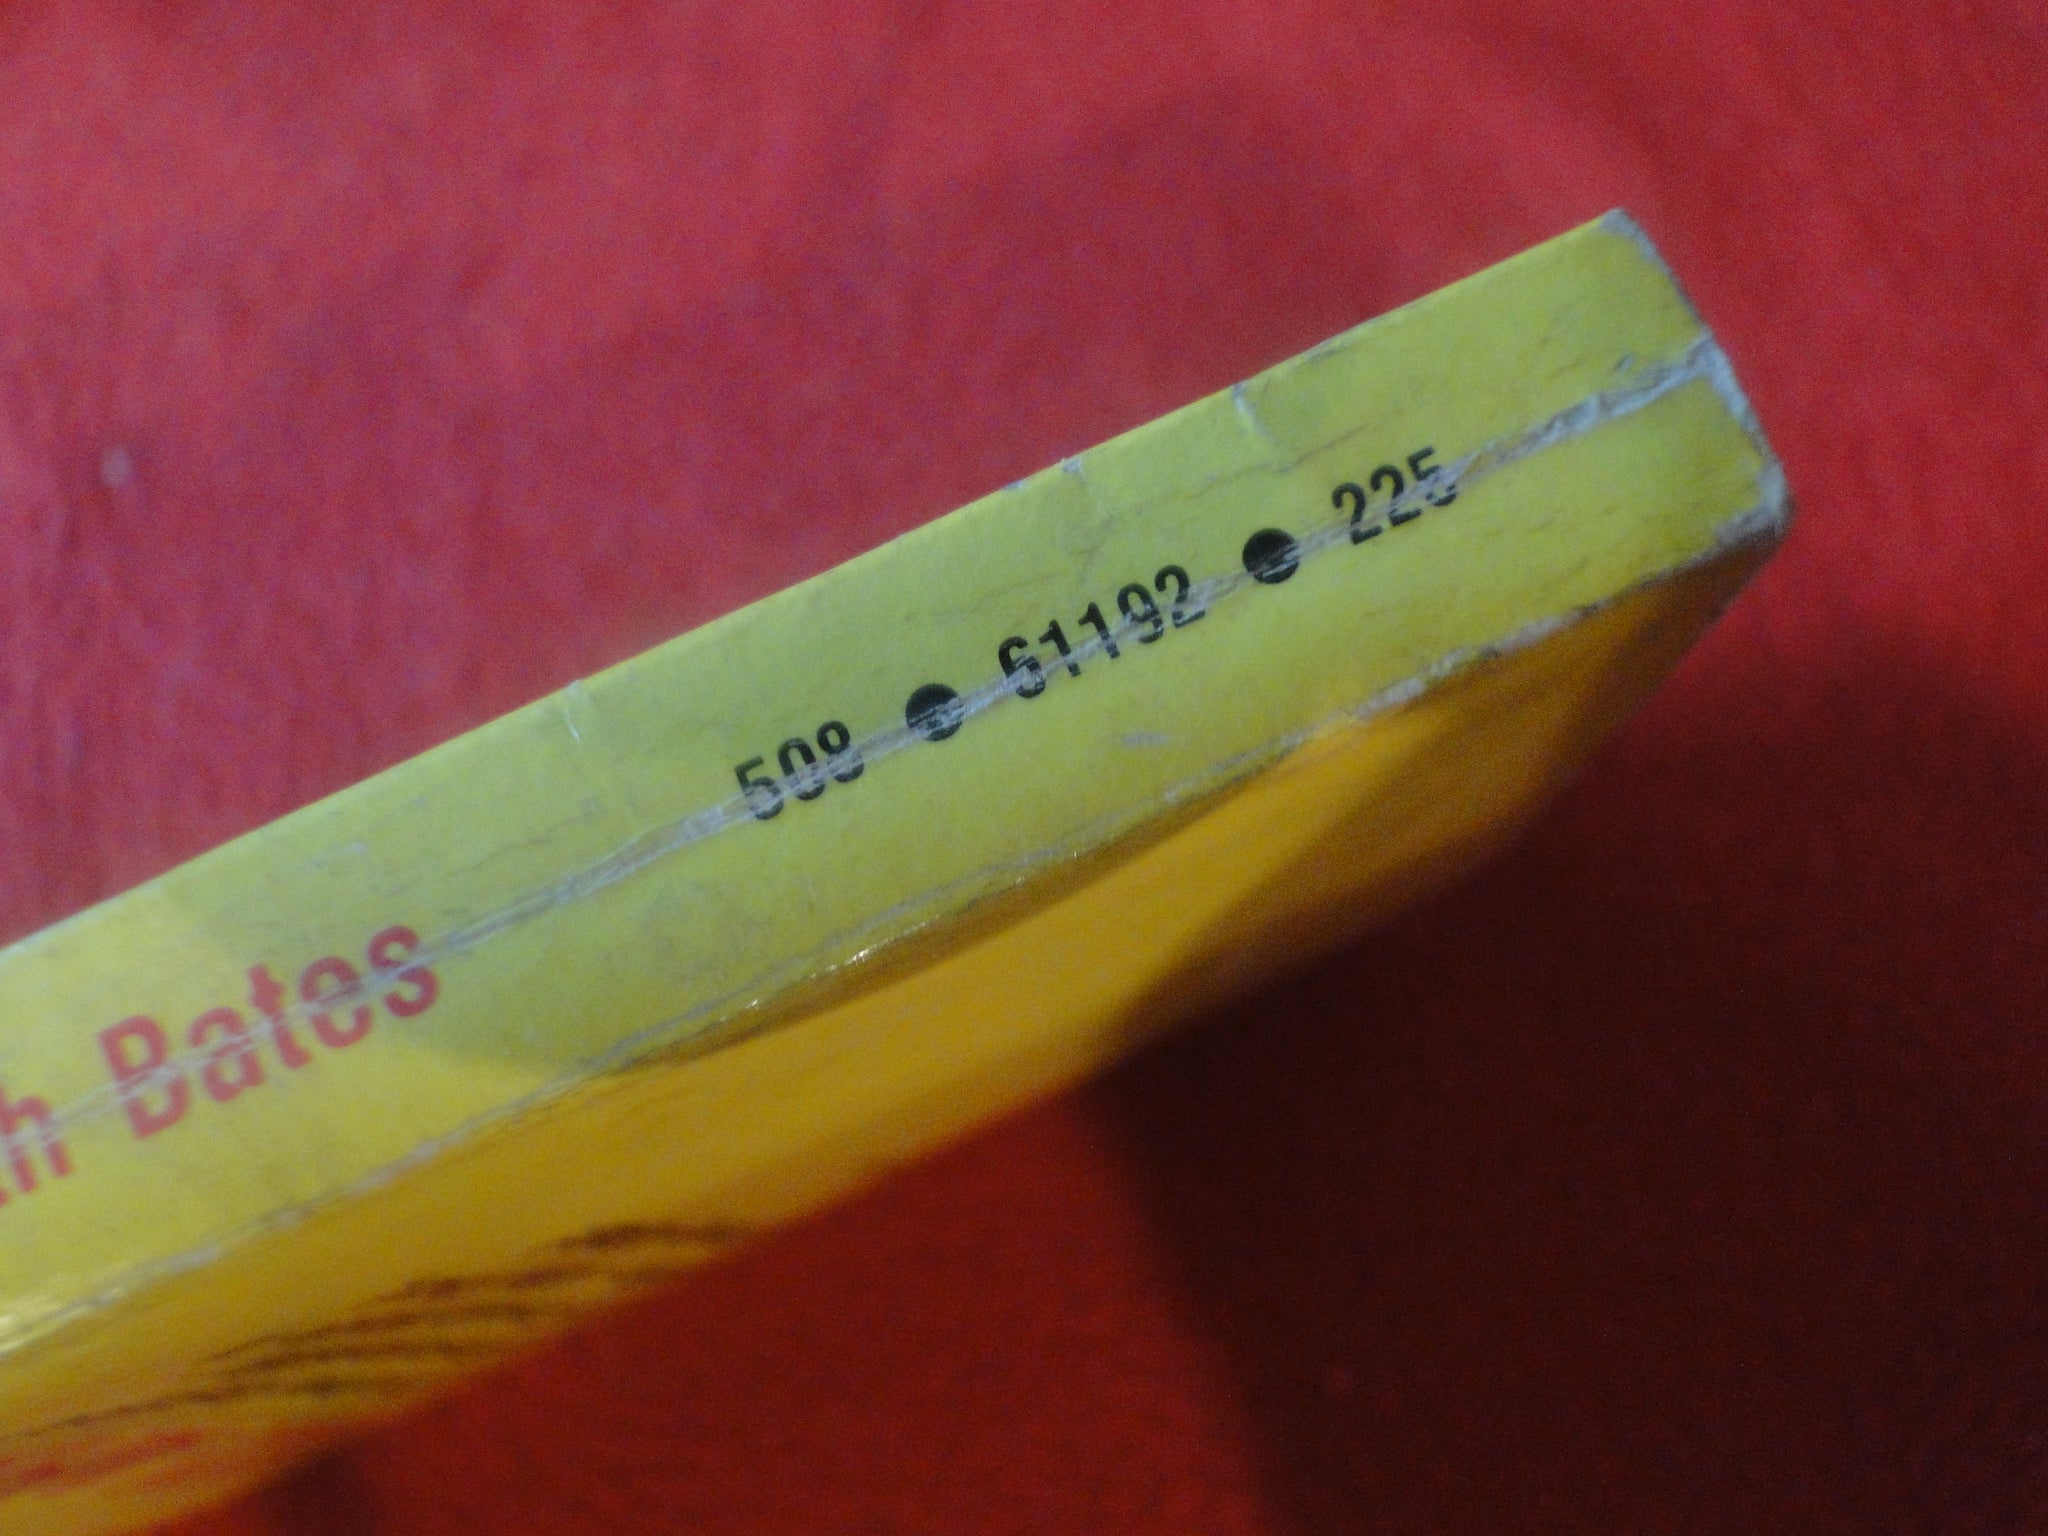 Bates 508 ● 61192 ● 225